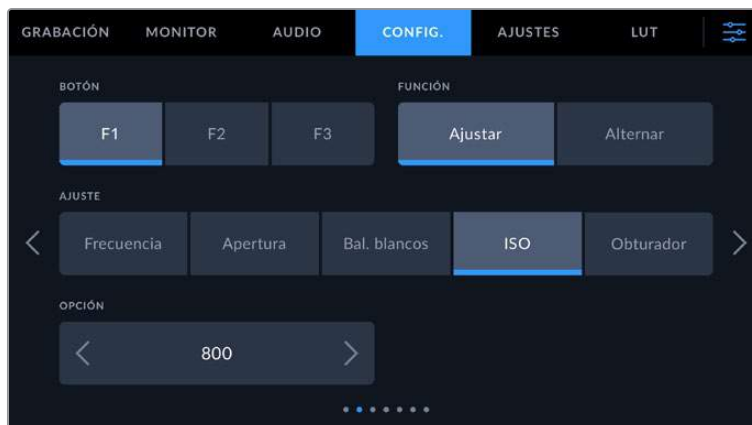 GRABACIÓN MONITOR AUDIO CONFIG. AJUSTES LUT
BOTÓN FUNCIÓN
F1 F2 F3 Ajustar Alternar
AJUSTE
Frecuencia Apertura Bal. blancos ISO Obturador
OPCIÓN
800